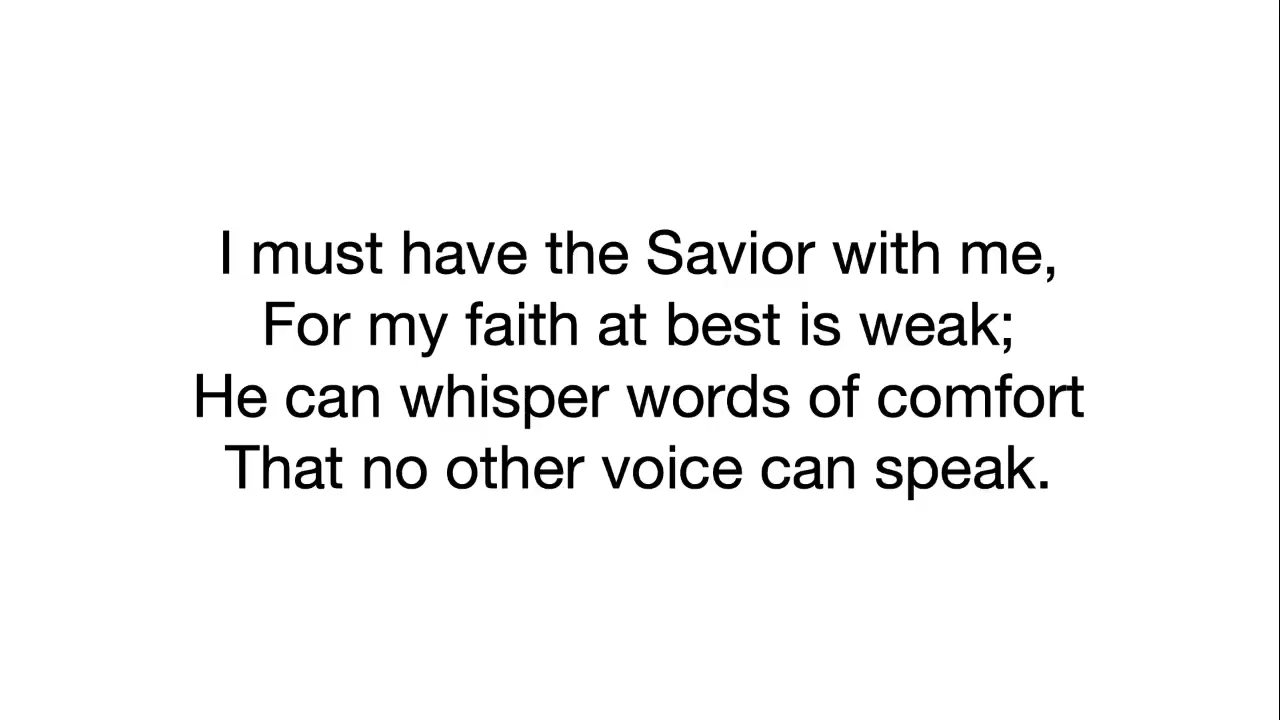 I must have the Savior with me,
For my faith at best is weak;
He can whisper words of comfort
That no other voice can speak.